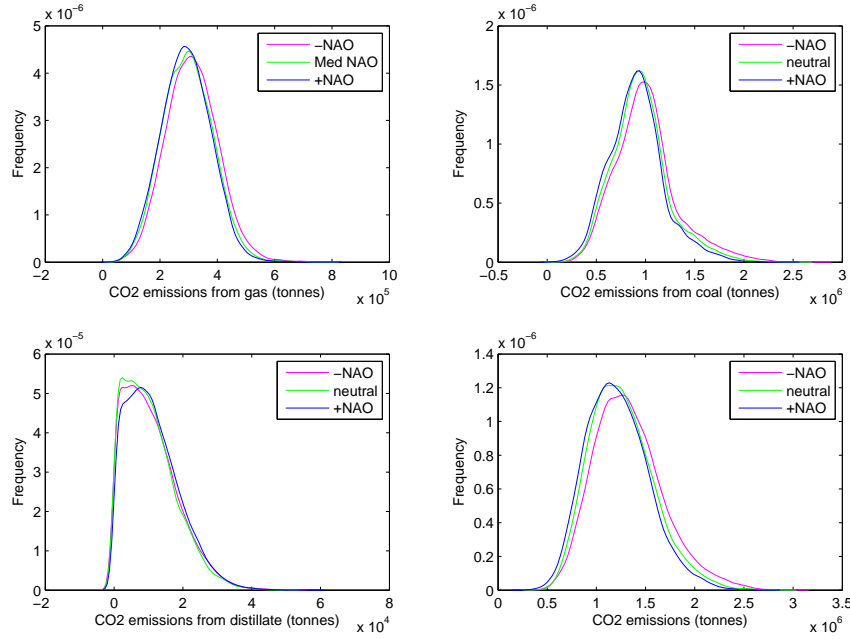 x 10^−6
5
4
3
2
1
0
Frequency
−NAO
Med NAO
+NAO
−2 0 2 4 6 8 10
x 10^5
CO2 emissions from gas (tonnes)
x 10^−6
2
1.5
1
0.5
0
Frequency
−NAO
neutral
+NAO
−0.5 0 0.5 1 1.5 2 2.5 3
x 10^6
CO2 emissions from coal (tonnes)
x 10^−5
6
5
4
3
2
1
0
Frequency
−NAO
neutral
+NAO
−2 0 2 4 6 8
x 10^4
CO2 emissions from distillate (tonnes)
x 10^−6
1.4
1.2
1
0.8
0.6
0.4
0.2
0
Frequency
−NAO
neutral
+NAO
0 0.5 1 1.5 2 2.5 3 3.5
x 10^6
CO2 emissions (tonnes)